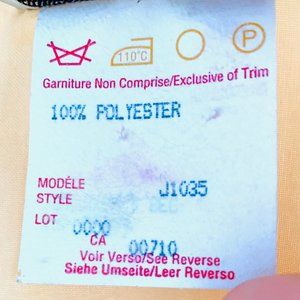 110°C P
Garniture Non Comprise/Exclusive of Trim
100% POLYESTER
MODÉLE
STYLE J1035
LOT 0000
CA 00710
Voir Verso/See Reverse
Siehe Umseite/Leer Reverso